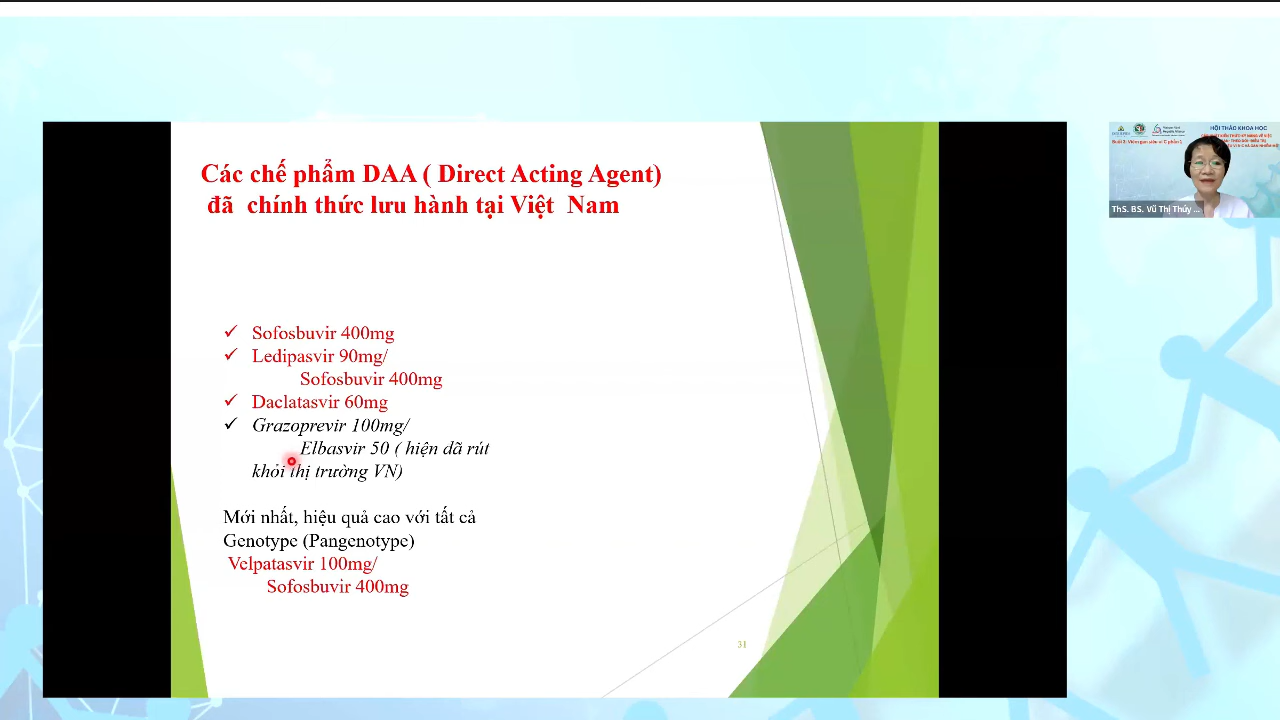 Các chế phẩm DAA ( Direct Acting Agent)
đã chính thức lưu hành tại Việt Nam
✓ Sofosbuvir 400mg
✓ Ledipasvir 90mg/
Sofosbuvir 400mg
✓ Daclatasvir 60mg
✓ Grazoprevir 100mg/
Elbasvir 50 ( hiện dã rút
khỏi thị trường VN)
Mới nhất, hiệu quả cao với tất cả
Genotype (Pangenotype)
Velpatasvir 100mg/
Sofosbuvir 400mg
31
HỘI THẢO KHOA HỌC
ThS. BS. Vũ Thị Thúy ...